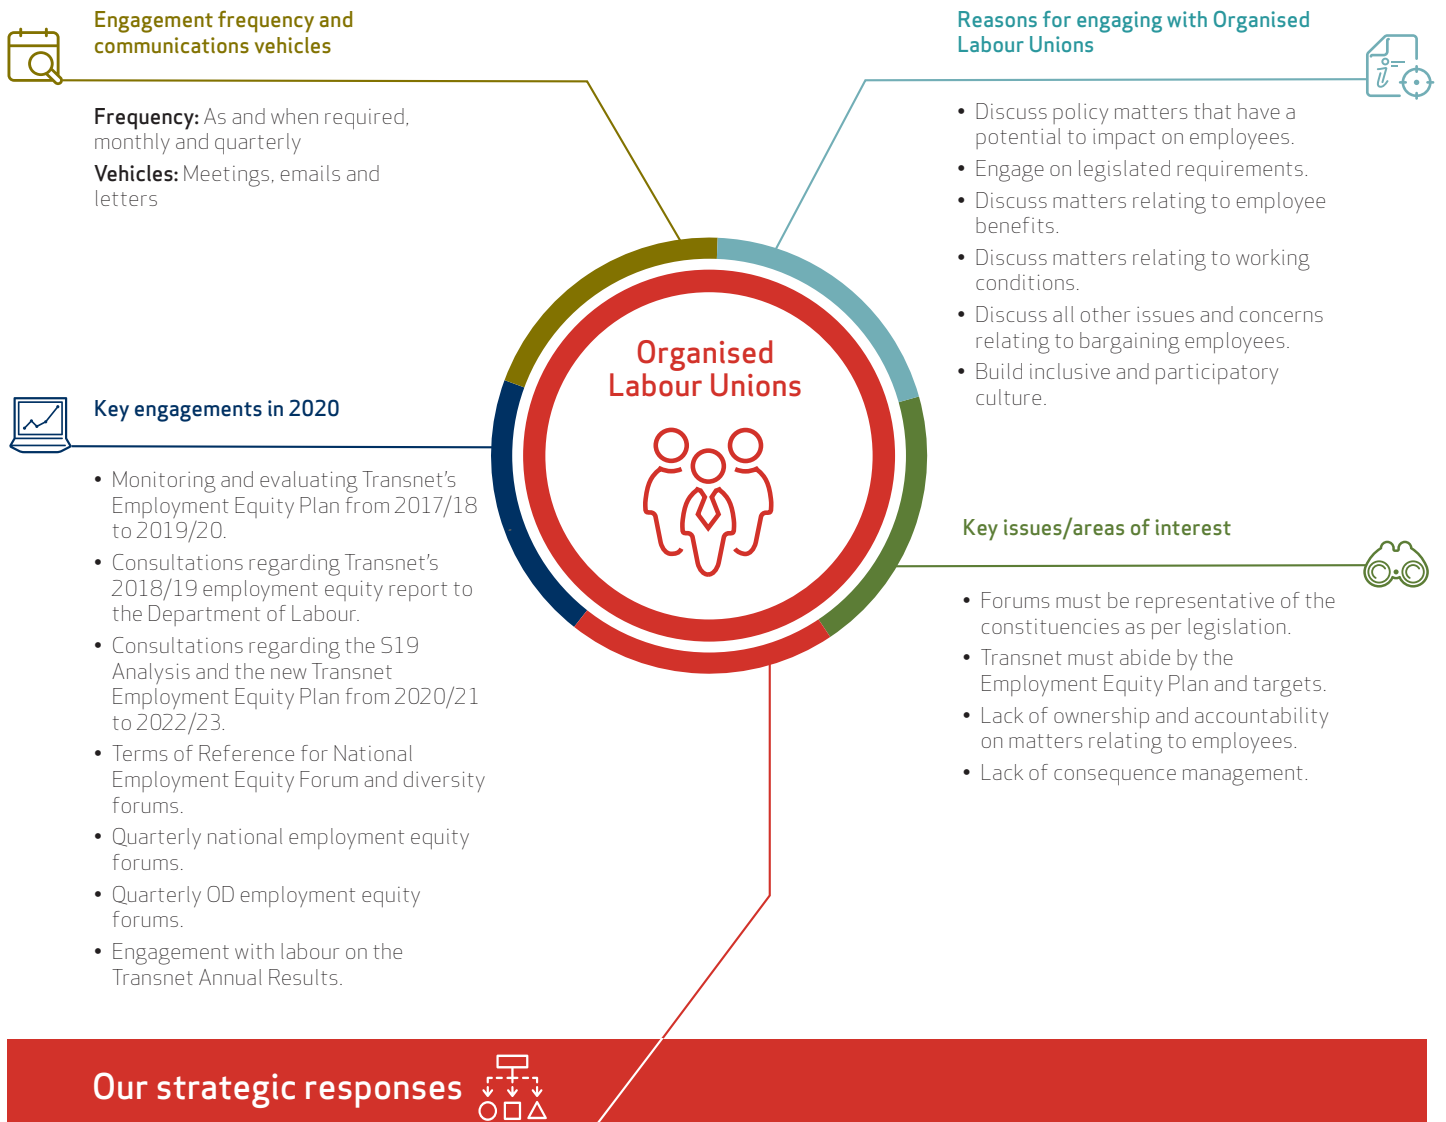 Engagement frequency and
communications vehicles
Frequency: As and when required,
monthly and quarterly
Vehicles: Meetings, emails and
letters
Reasons for engaging with Organised
Labour Unions
• Discuss policy matters that have a
potential to impact on employees.
• Engage on legislated requirements.
• Discuss matters relating to employee
benefits.
• Discuss matters relating to working
conditions.
• Discuss all other issues and concerns
relating to bargaining employees.
• Build inclusive and participatory
culture.
Organised
Labour Unions
Key engagements in 2020
• Monitoring and evaluating Transnet’s
Employment Equity Plan from 2017/18
to 2019/20.
• Consultations regarding Transnet’s
2018/19 employment equity report to
the Department of Labour.
• Consultations regarding the S19
Analysis and the new Transnet
Employment Equity Plan from 2020/21
to 2022/23.
• Terms of Reference for National
Employment Equity Forum and diversity
forums.
• Quarterly national employment equity
forums.
• Quarterly OD employment equity
forums.
• Engagement with labour on the
Transnet Annual Results.
Key issues/areas of interest
• Forums must be representative of the
constituencies as per legislation.
• Transnet must abide by the
Employment Equity Plan and targets.
• Lack of ownership and accountability
on matters relating to employees.
• Lack of consequence management.
Our strategic responses